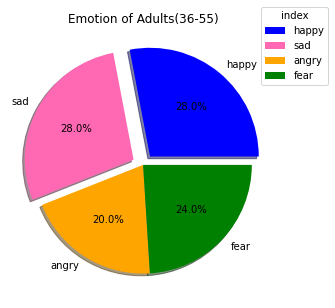 Emotion of Adults(36-55)
index
happy
sad
angry
fear
happy
28.0%
sad
28.0%
angry
20.0%
fear
24.0%